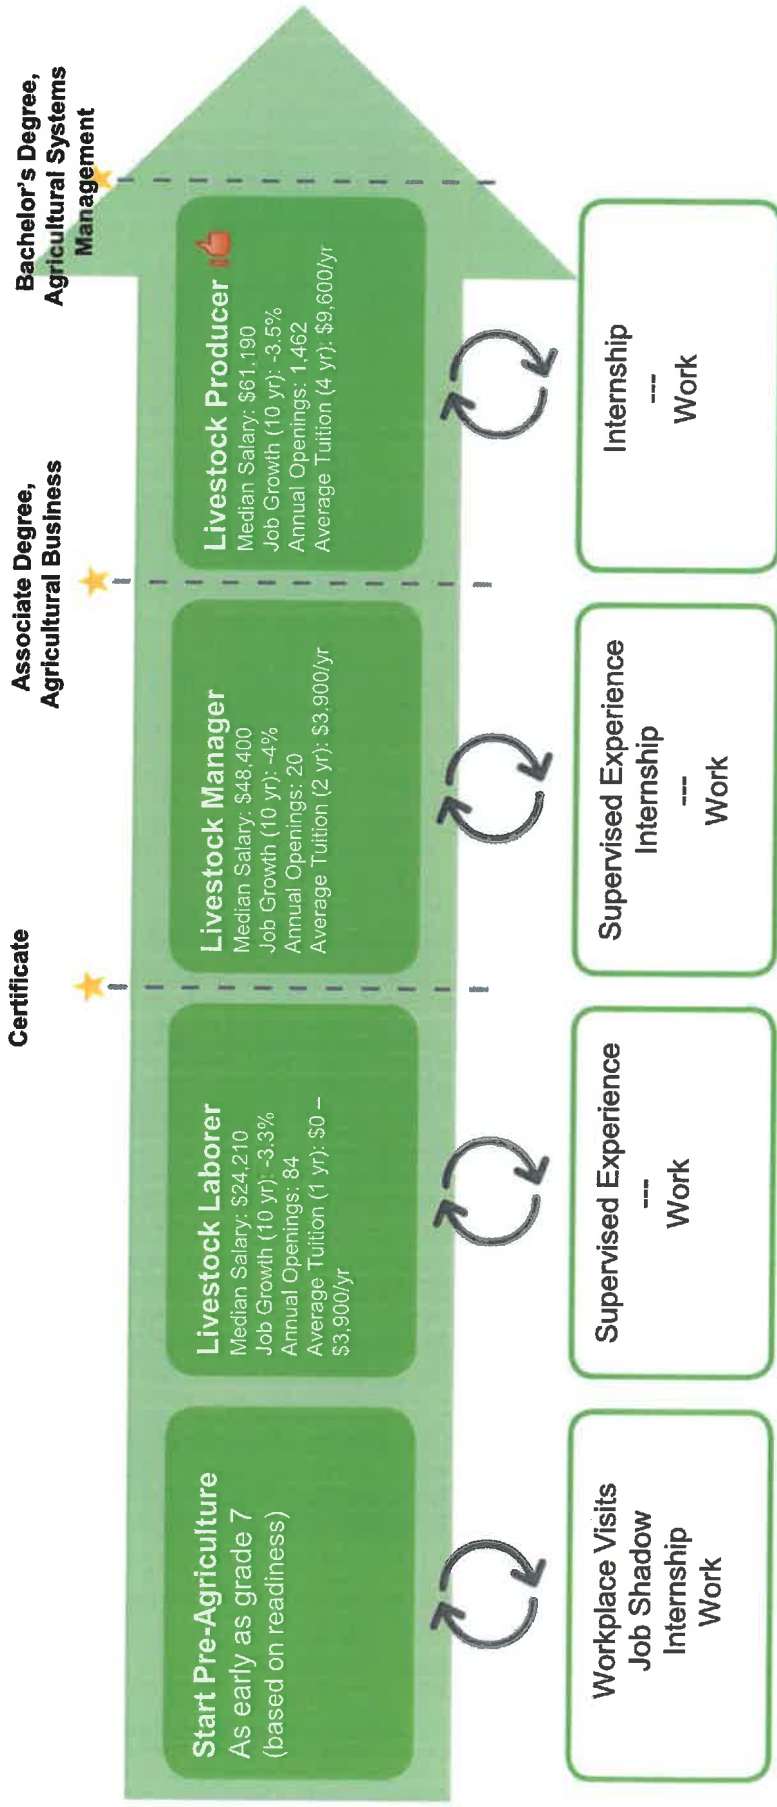 Certificate
Associate Degree,
Agricultural Business
Bachelor's Degree,
Agricultural Systems
Management
Start Pre-Agriculture
As early as grade 7
(based on readiness)
Livestock Laborer
Median Salary: $24,210
Job Growth (10 yr): -3.3%
Annual Openings: 84
Average Tuition (1 yr): $0 –
$3,900/yr
Livestock Manager
Median Salary: $48,400
Job Growth (10 yr): -4%
Annual Openings: 20
Average Tuition (2 yr): $3,900/yr
Livestock Producer
Median Salary: $61,190
Job Growth (10 yr): -3.5%
Annual Openings: 1,462
Average Tuition (4 yr): $9,600/yr
Workplace Visits
Job Shadow
Internship
Work
Supervised Experience
---
Work
Supervised Experience
Internship
---
Work
Internship
---
Work